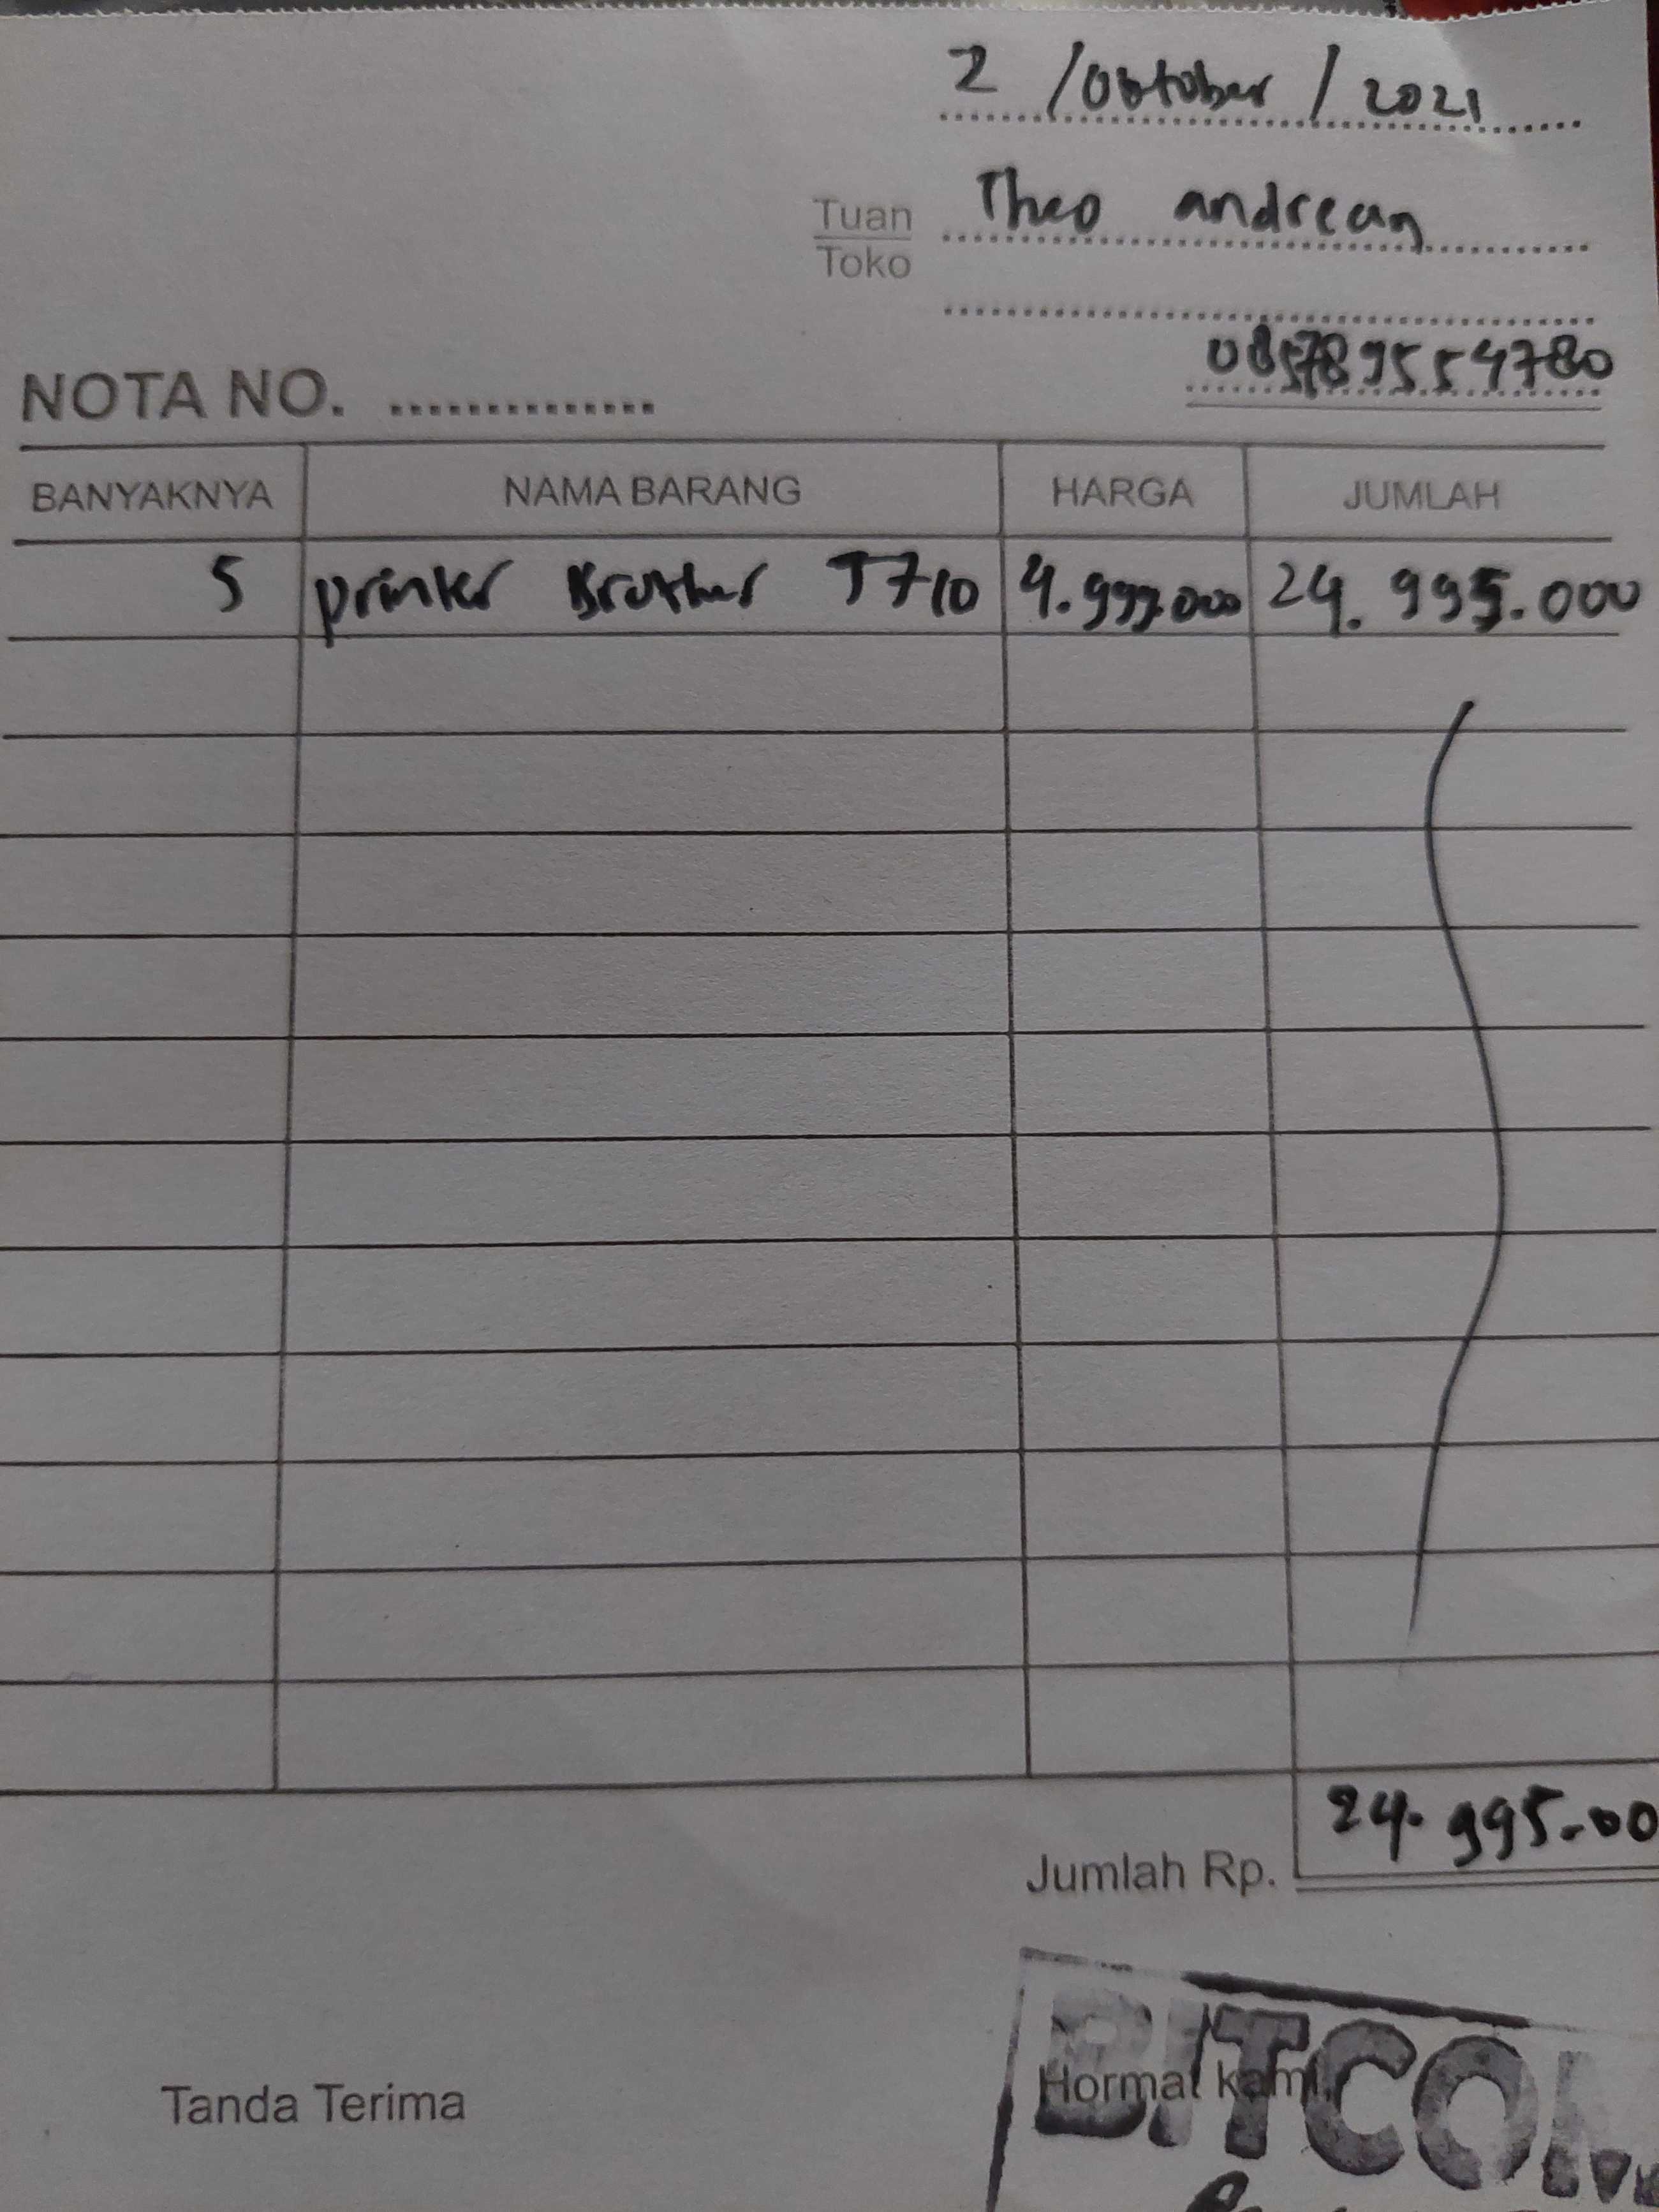 2 /Oktober / 2021
Tuan Theo andrean
Toko
085789554780
NOTA NO. ..............
BANYAKNYA NAMA BARANG HARGA JUMLAH
5 printer Brother T710 4.999.000 24.995.000
Jumlah Rp. 24.995.00
Tanda Terima Hormat kami,
BITCOM